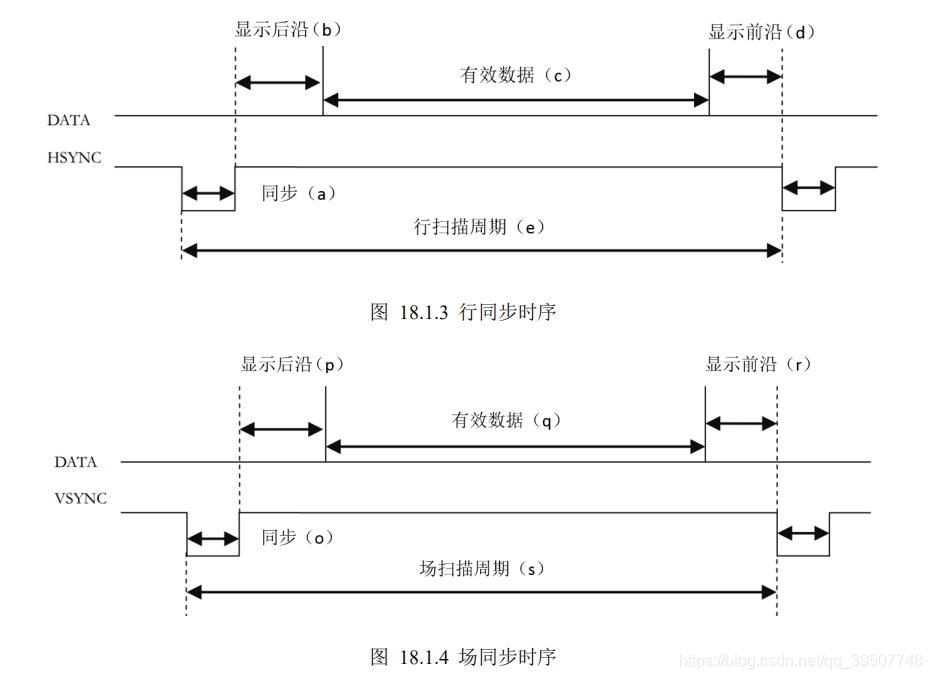 显示后沿（b） 显示前沿（d）
有效数据（c）
DATA
HSYNC
同步（a）
行扫描周期（e）
图 18.1.3 行同步时序
显示后沿（p） 显示前沿（r）
有效数据（q）
DATA
VSYNC
同步（o）
场扫描周期（s）
图 18.1.4 场同步时序
https://blog.csdn.net/qq_39507748